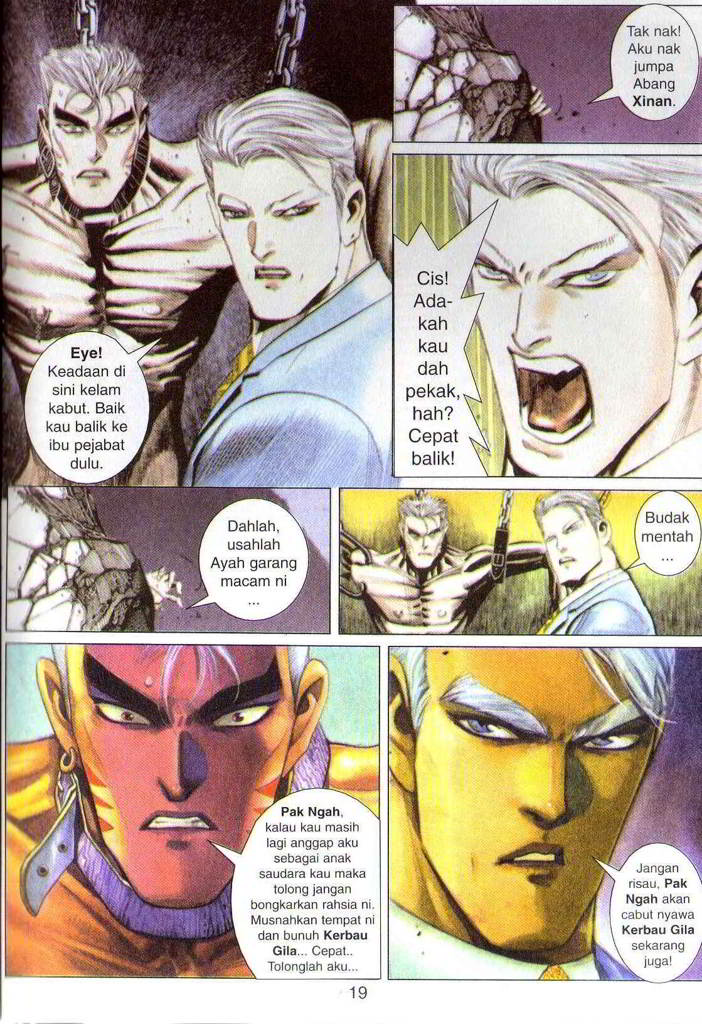 Eye!
Keadaan di
sini kelam
kabut. Baik
kau balik ke
ibu pejabat
dulu.
Tak nak!
Aku nak
jumpa
Abang
Xinan.
Cis!
Ada-
kah
kau
dah
pekak,
hah?
Cepat
balik!
Dahlah,
usahlah
Ayah garang
macam ni
...
Budak
mentah
...
Pak Ngah,
kalau kau masih
lagi anggap aku
sebagai anak
saudara kau maka
tolong jangan
bongkarkan rahsia ni.
Musnahkan tempat ni
dan bunuh Kerbau
Gila... Cepat..
Tolonglah aku...
Jangan
risau, Pak
Ngah akan
cabut nyawa
Kerbau Gila
sekarang
juga!
19